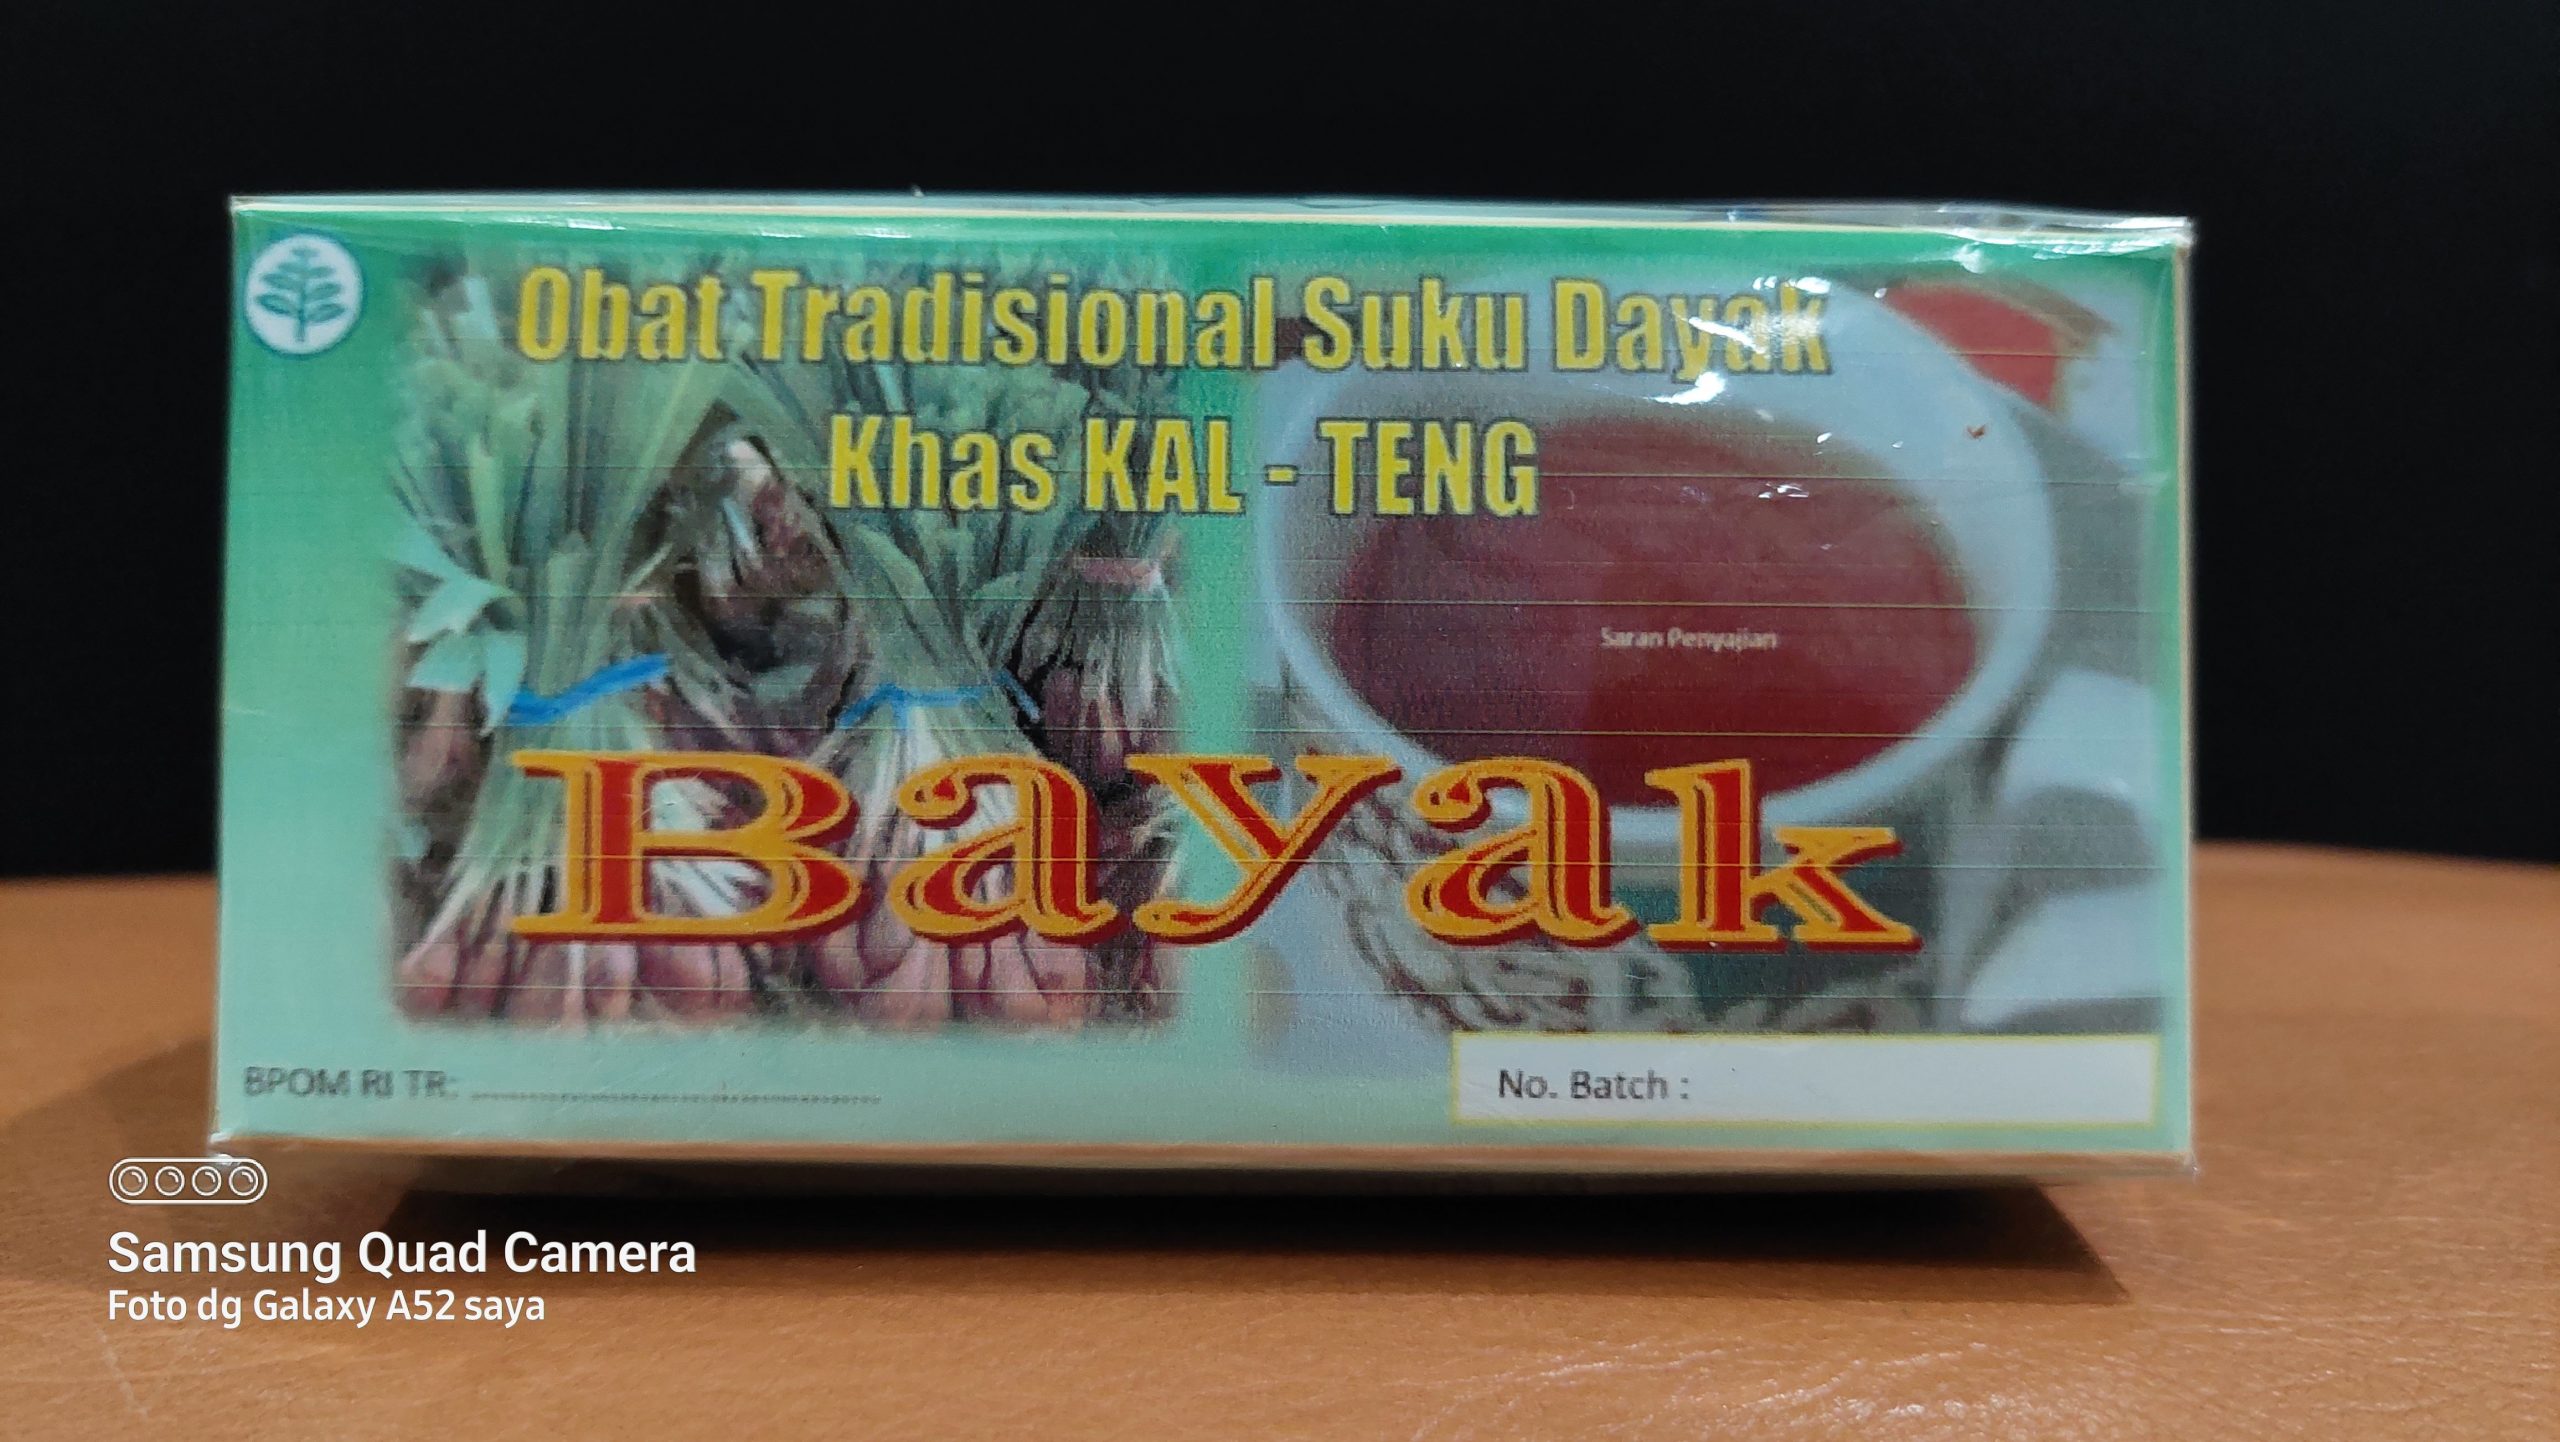 Obat Tradisional Suku Dayak
Khas KAL - TENG
Saran Penyajian
Bayak
BPOM RI TR: ........................................
No. Batch :
Samsung Quad Camera
Foto dg Galaxy A52 saya